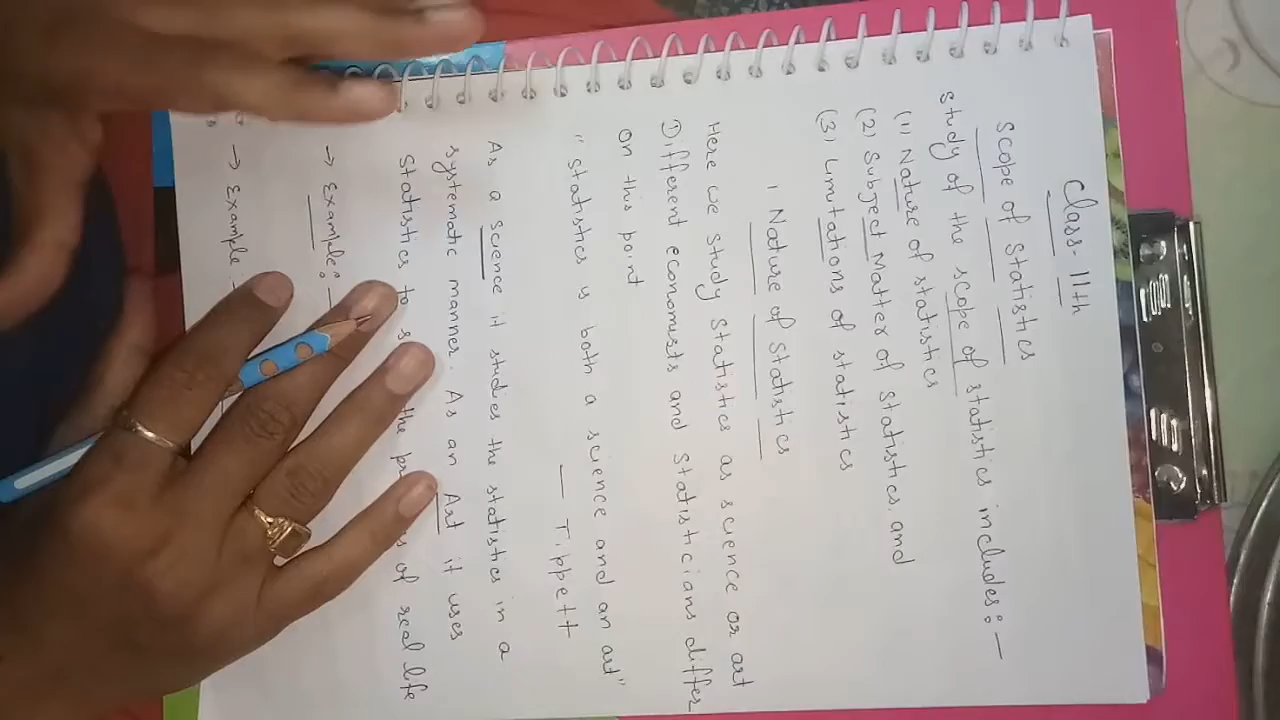 Class- 11th
Scope of Statistics
Study of the scope of statistics includes:-
(1) Nature of statistics
(2) Subject Matter of Statistics, and
(3) Limitations of statistics
1 Nature of Statistics
Here we study Statistics as science or art
Different economists and Statisticians differ
on this point
"Statistics is both a science and an art"
— Tippett
As a science it studies the statistics in a
systematic manner. As an Art it uses
Statistics to the of real life
→ Example:-
→ Example: